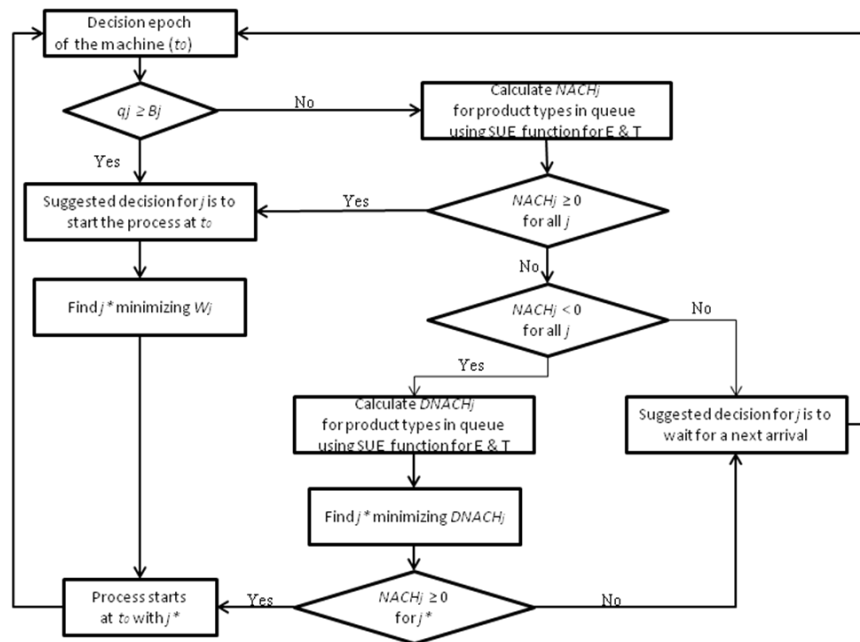 Decision epoch
of the machine (t0)
qj ≥ Bj
No
Calculate NACHj
for product types in queue
using SUE function for E & T
Yes
Suggested decision for j is to
start the process at t0
Yes
NACHj ≥ 0
for all j
No
Find j* minimizing Wj
NACHj < 0
for all j
No
Yes
Calculate DNACHj
for product types in queue
using SUE function for E & T
Suggested decision for j is to
wait for a next arrival
Find j* minimizing DNACHj
Process starts
at t0 with j*
Yes
NACHj ≥ 0
for j*
No